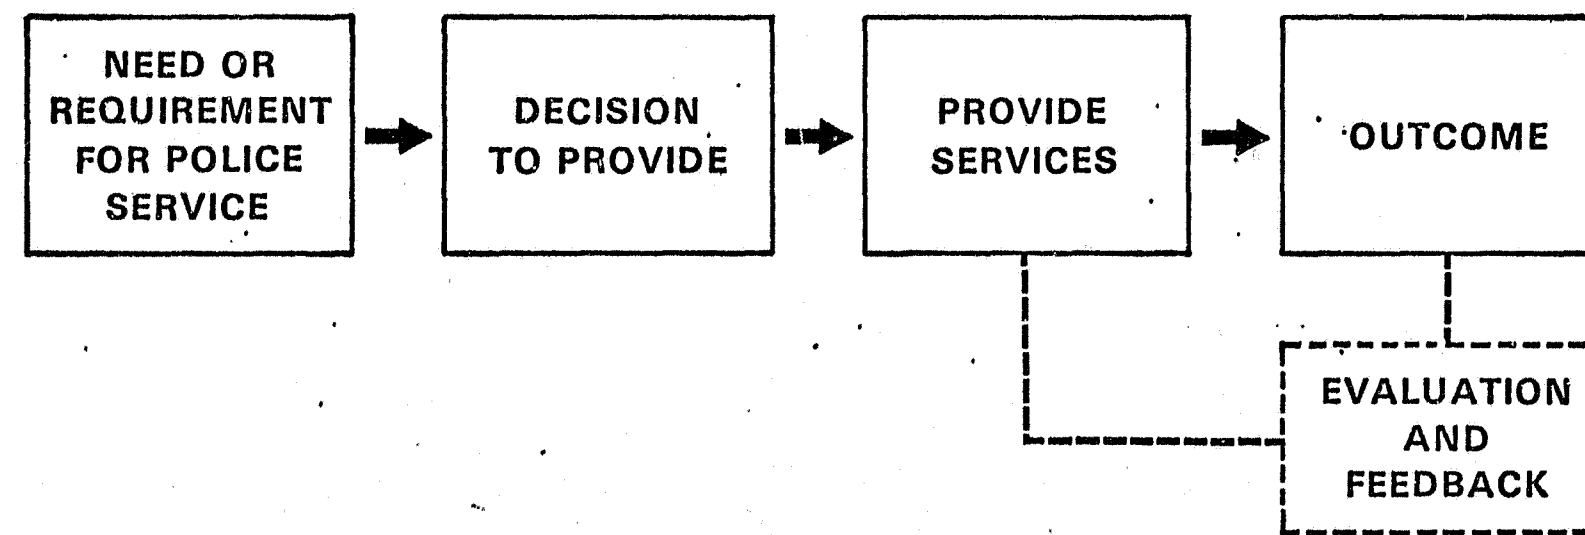 NEED OR
REQUIREMENT
FOR POLICE
SERVICE
DECISION
TO PROVIDE
PROVIDE
SERVICES
OUTCOME
EVALUATION
AND
FEEDBACK